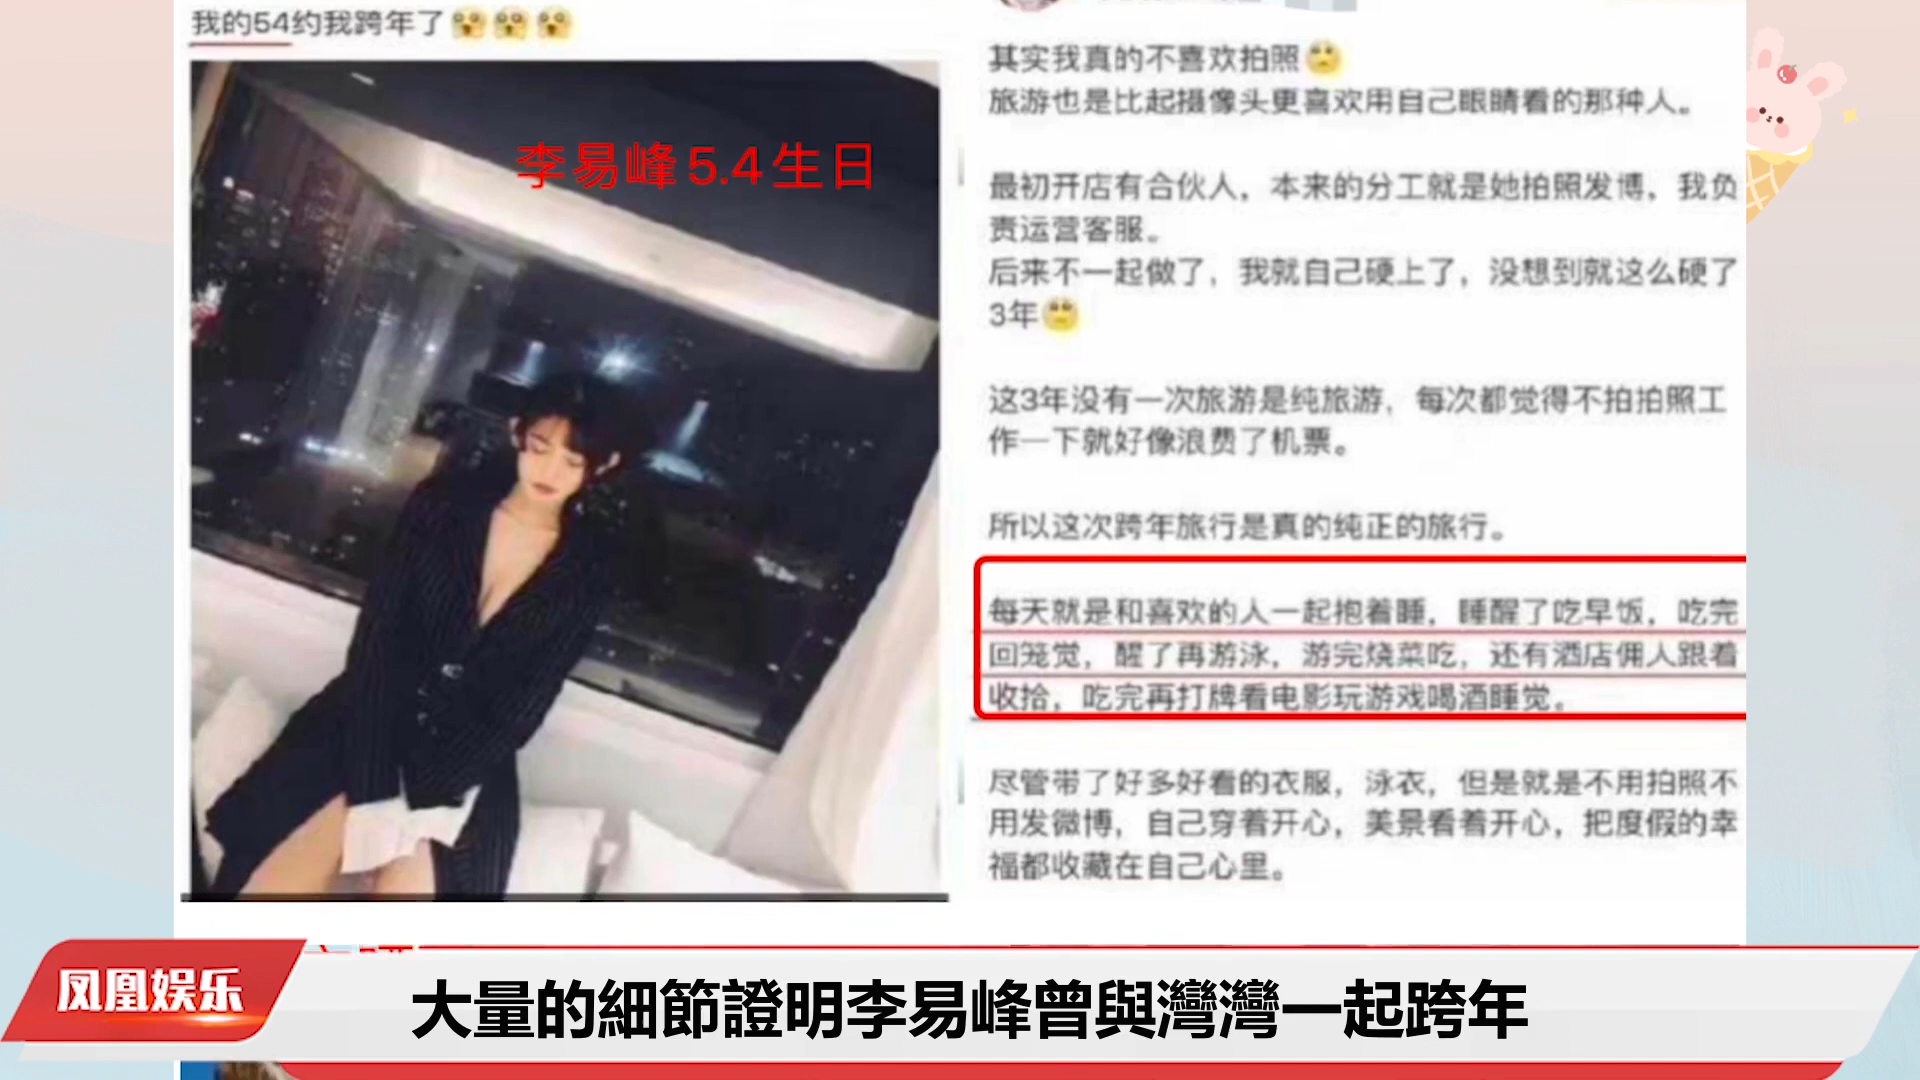 我的54约我跨年了
李易峰5.4生日
其实我真的不喜欢拍照
旅游也是比起摄像头更喜欢用自己眼睛看的那种人。
最初开店有合伙人，本来的分工就是她拍照发博，我负
责运营客服。
后来不一起做了，我就自己硬上了，没想到就这么硬了
3年
这3年没有一次旅游是纯旅游，每次都觉得不拍拍照工
作一下就好像浪费了机票。
所以这次跨年旅行是真的纯正的旅行。
每天就是和喜欢的人一起抱着睡，睡醒了吃早饭，吃完
回笼觉，醒了再游泳，游完烧菜吃，还有酒店佣人跟着
收拾，吃完再打牌看电影玩游戏喝酒睡觉。
尽管带了好多好看的衣服，泳衣，但是就是不用拍照不
用发微博，自己穿着开心，美景看着开心，把度假的幸
福都收藏在自己心里。
凤凰娱乐
大量的細節證明李易峰曾與灣灣一起跨年